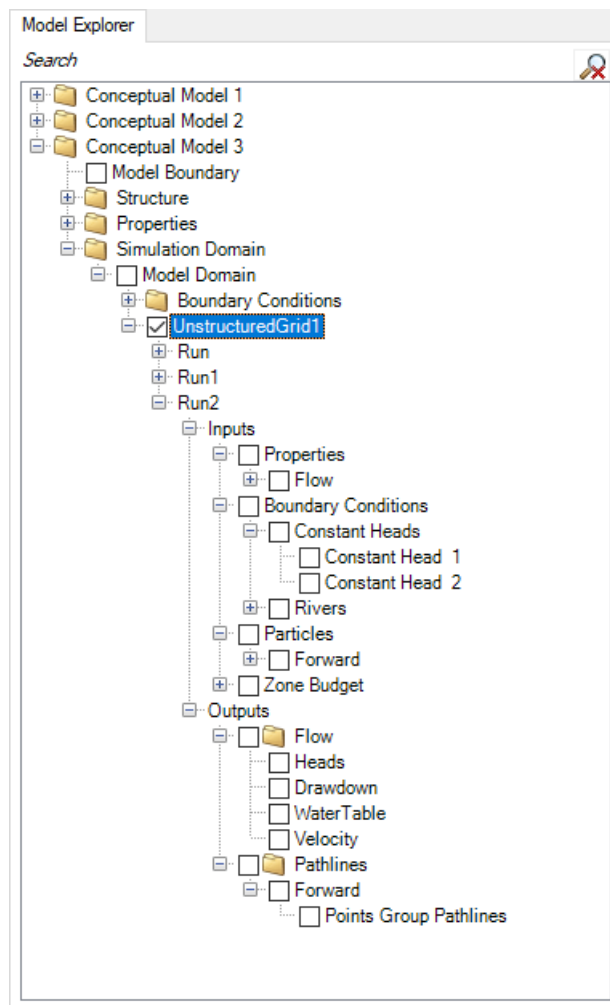 Model Explorer
Search
Conceptual Model 1
Conceptual Model 2
Conceptual Model 3
Model Boundary
Structure
Properties
Simulation Domain
Model Domain
Boundary Conditions
UnstructuredGrid1
Run
Run1
Run2
Inputs
Properties
Flow
Boundary Conditions
Constant Heads
Constant Head 1
Constant Head 2
Rivers
Particles
Forward
Zone Budget
Outputs
Flow
Heads
Drawdown
WaterTable
Velocity
Pathlines
Forward
Points Group Pathlines